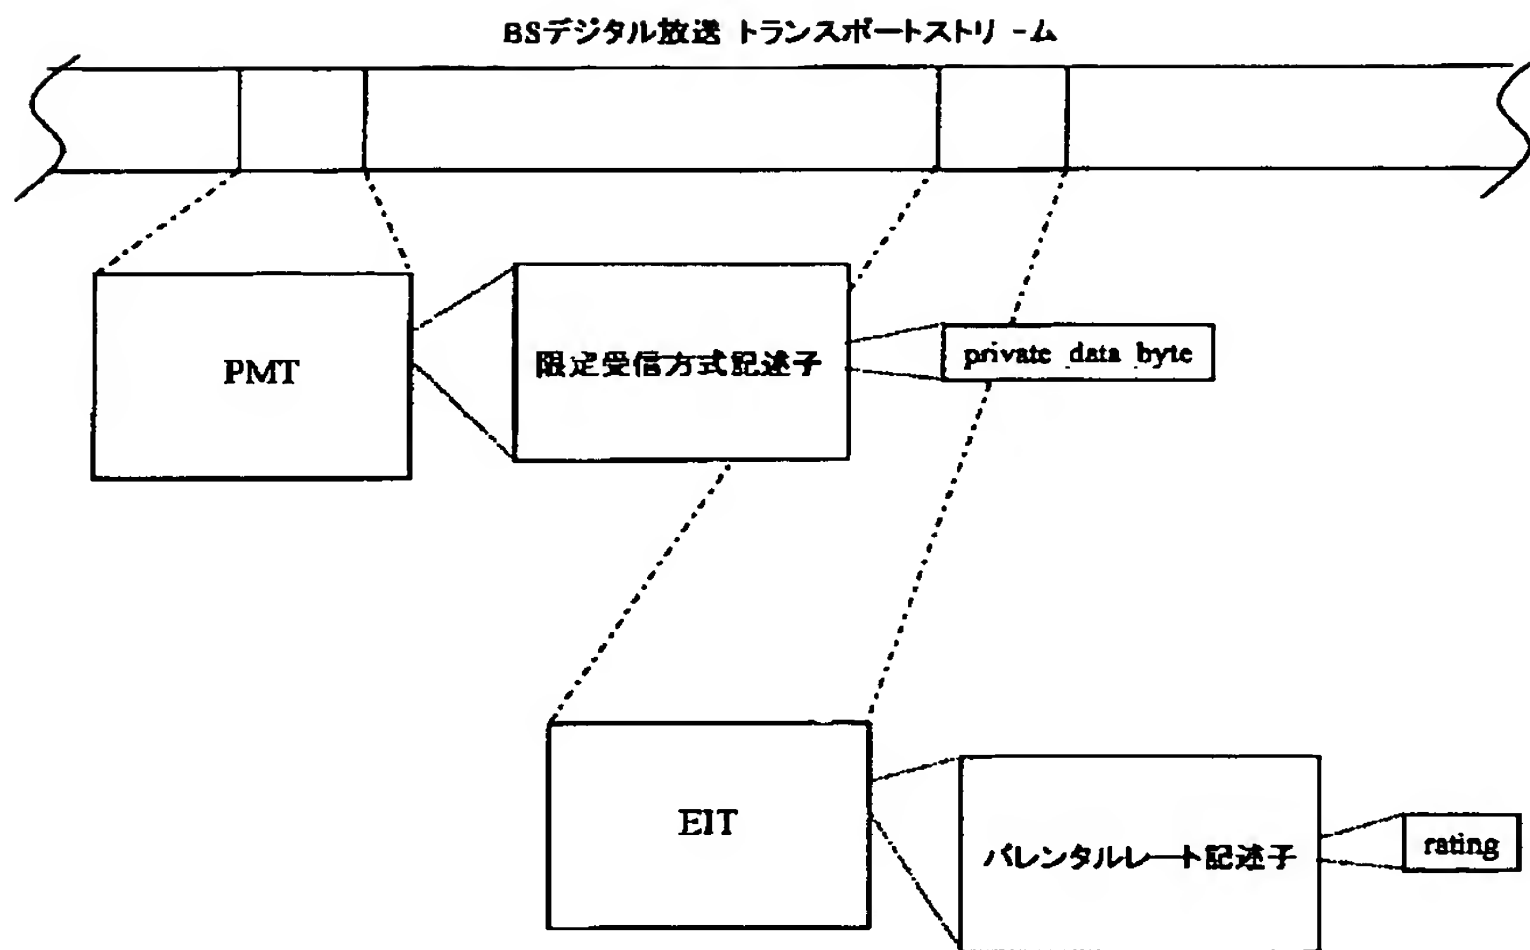 BSデジタル放送 トランスポートストリーム
PMT
限定受信方式記述子
private data byte
EIT
パレンタルレート記述子
rating